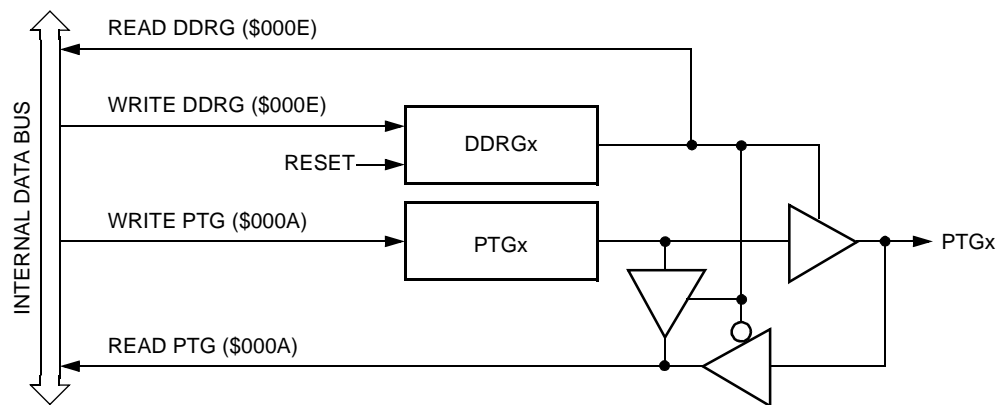 READ DDRG ($000E)
WRITE DDRG ($000E)
DDRGx
RESET
WRITE PTG ($000A)
PTGx
PTGx
READ PTG ($000A)
INTERNAL DATA BUS